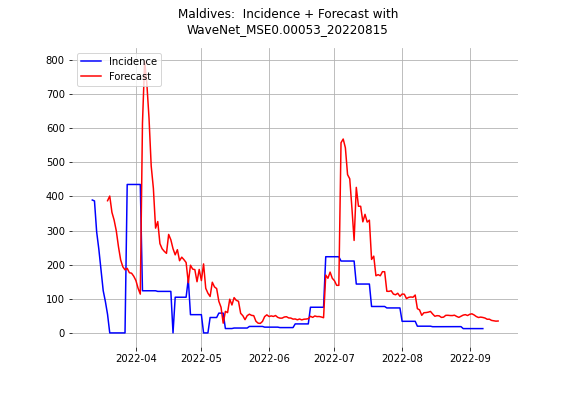 Maldives:  Incidence + Forecast with
WaveNet_MSE0.00053_20220815
Incidence
Forecast
800
700
600
500
400
300
200
100
0
2022-04 2022-05 2022-06 2022-07 2022-08 2022-09